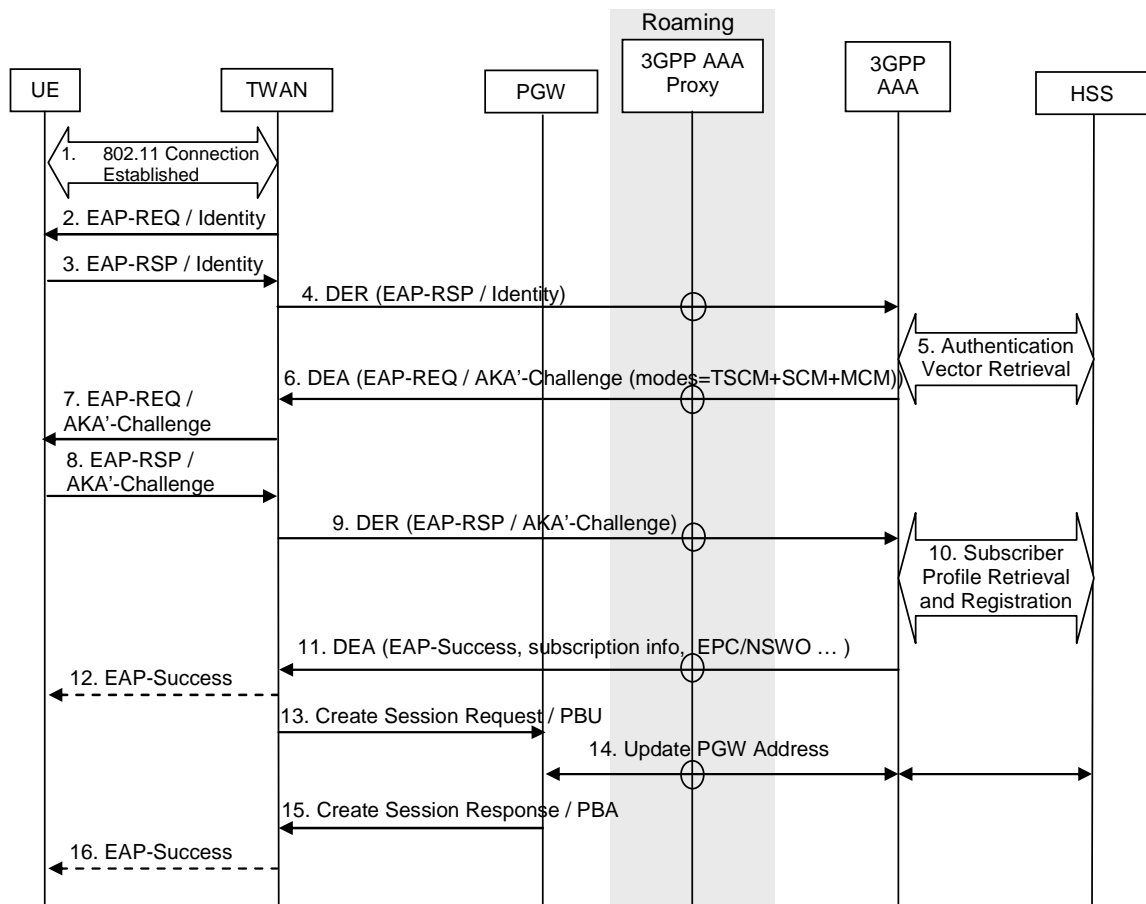 Roaming
UE
TWAN
PGW
3GPP AAA
Proxy
3GPP
AAA
HSS
1. 802.11 Connection
Established
2. EAP-REQ / Identity
3. EAP-RSP / Identity
4. DER (EAP-RSP / Identity)
5. Authentication
Vector Retrieval
6. DEA (EAP-REQ / AKA'-Challenge (modes=TSCM+SCM+MCM))
7. EAP-REQ /
AKA'-Challenge
8. EAP-RSP /
AKA'-Challenge
9. DER (EAP-RSP / AKA'-Challenge)
10. Subscriber
Profile Retrieval
and Registration
11. DEA (EAP-Success, subscription info, EPC/NSWO … )
12. EAP-Success
13. Create Session Request / PBU
14. Update PGW Address
15. Create Session Response / PBA
16. EAP-Success